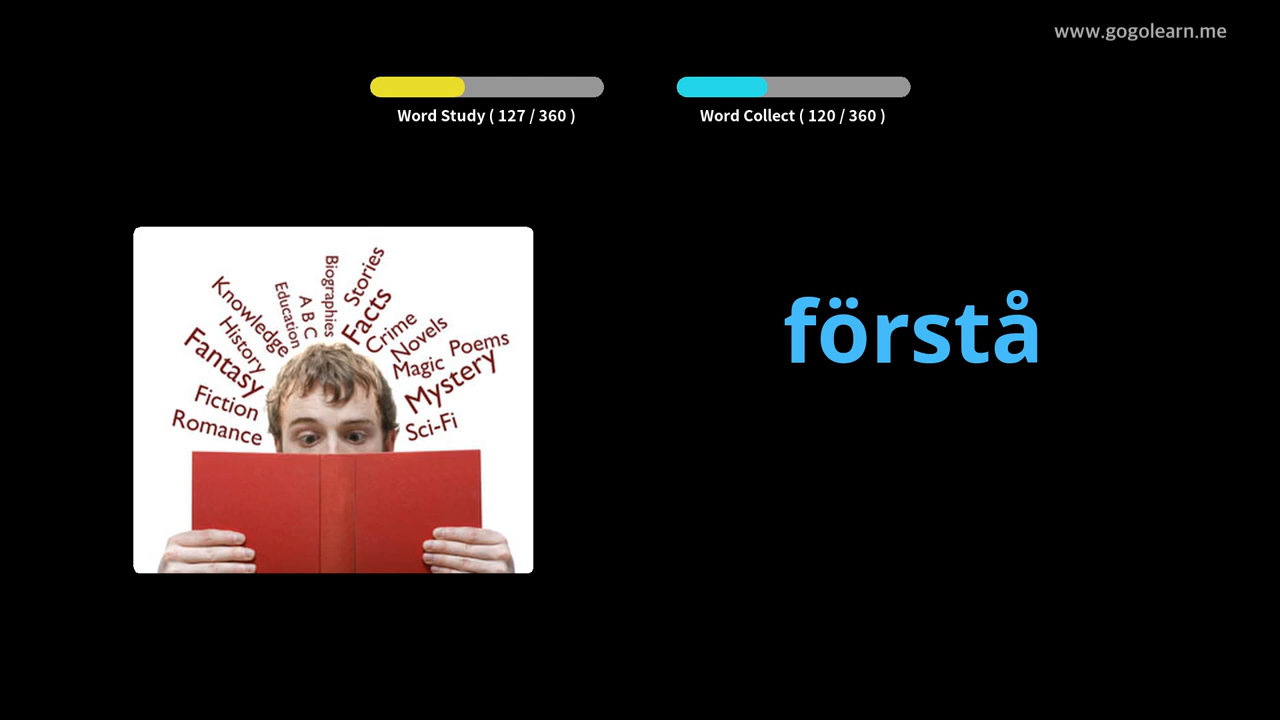 www.gogolearn.me
Word Study ( 127 / 360 )
Word Collect ( 120 / 360 )
Biographies
Stories
Education
A B C
Facts
Knowledge
Crime
History
Novels
Fantasy
Magic
Poems
Mystery
Fiction
Romance
Sci-Fi
förstå